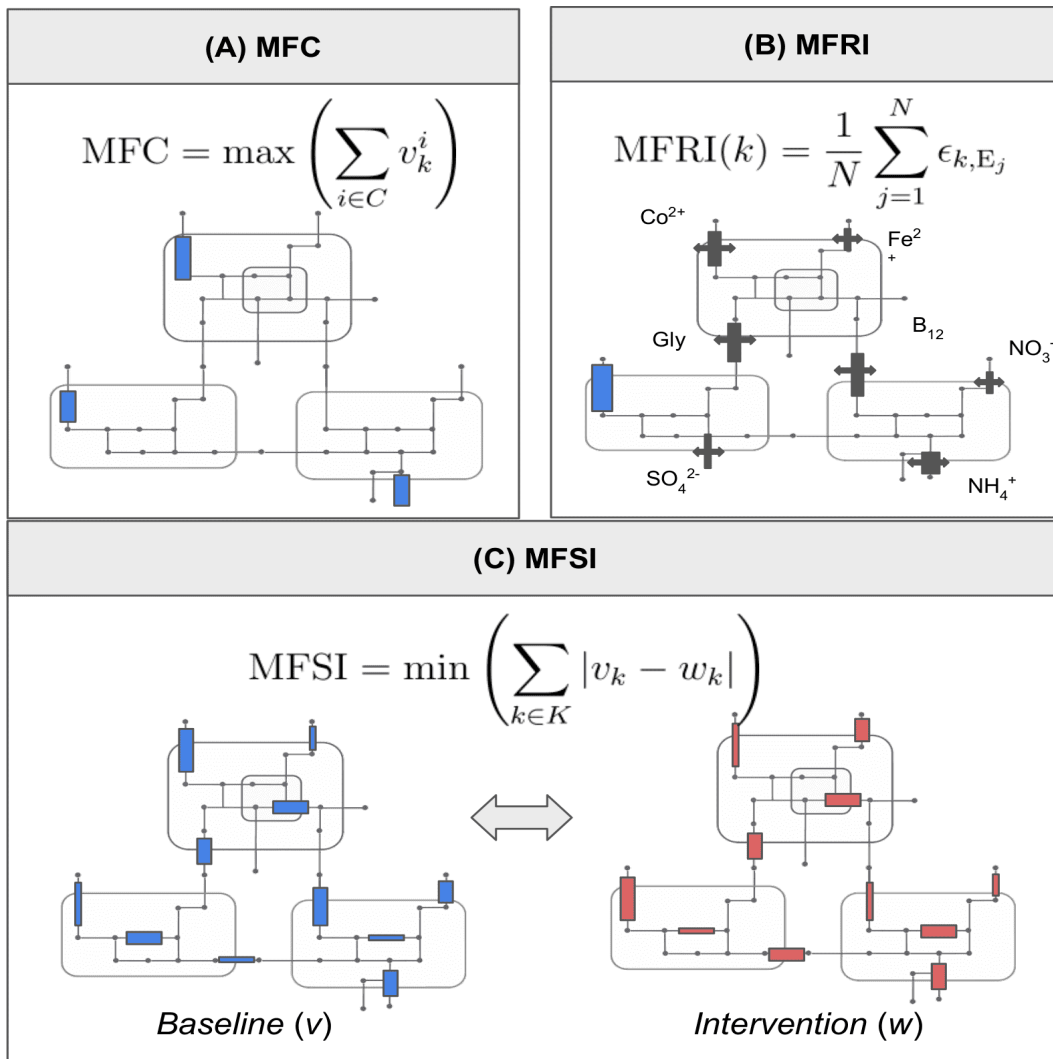 (A) MFC
MFC = max ( ∑_{i∈C} v_k^i )
(B) MFRI
MFRI(k) = 1/N ∑_{j=1}^{N} ϵ_{k,E_j}
Co²⁺
Fe²
+
Gly
B₁₂
NO₃⁻
SO₄²⁻
NH₄⁺
(C) MFSI
MFSI = min ( ∑_{k∈K} |v_k − w_k| )
Baseline (v)
Intervention (w)